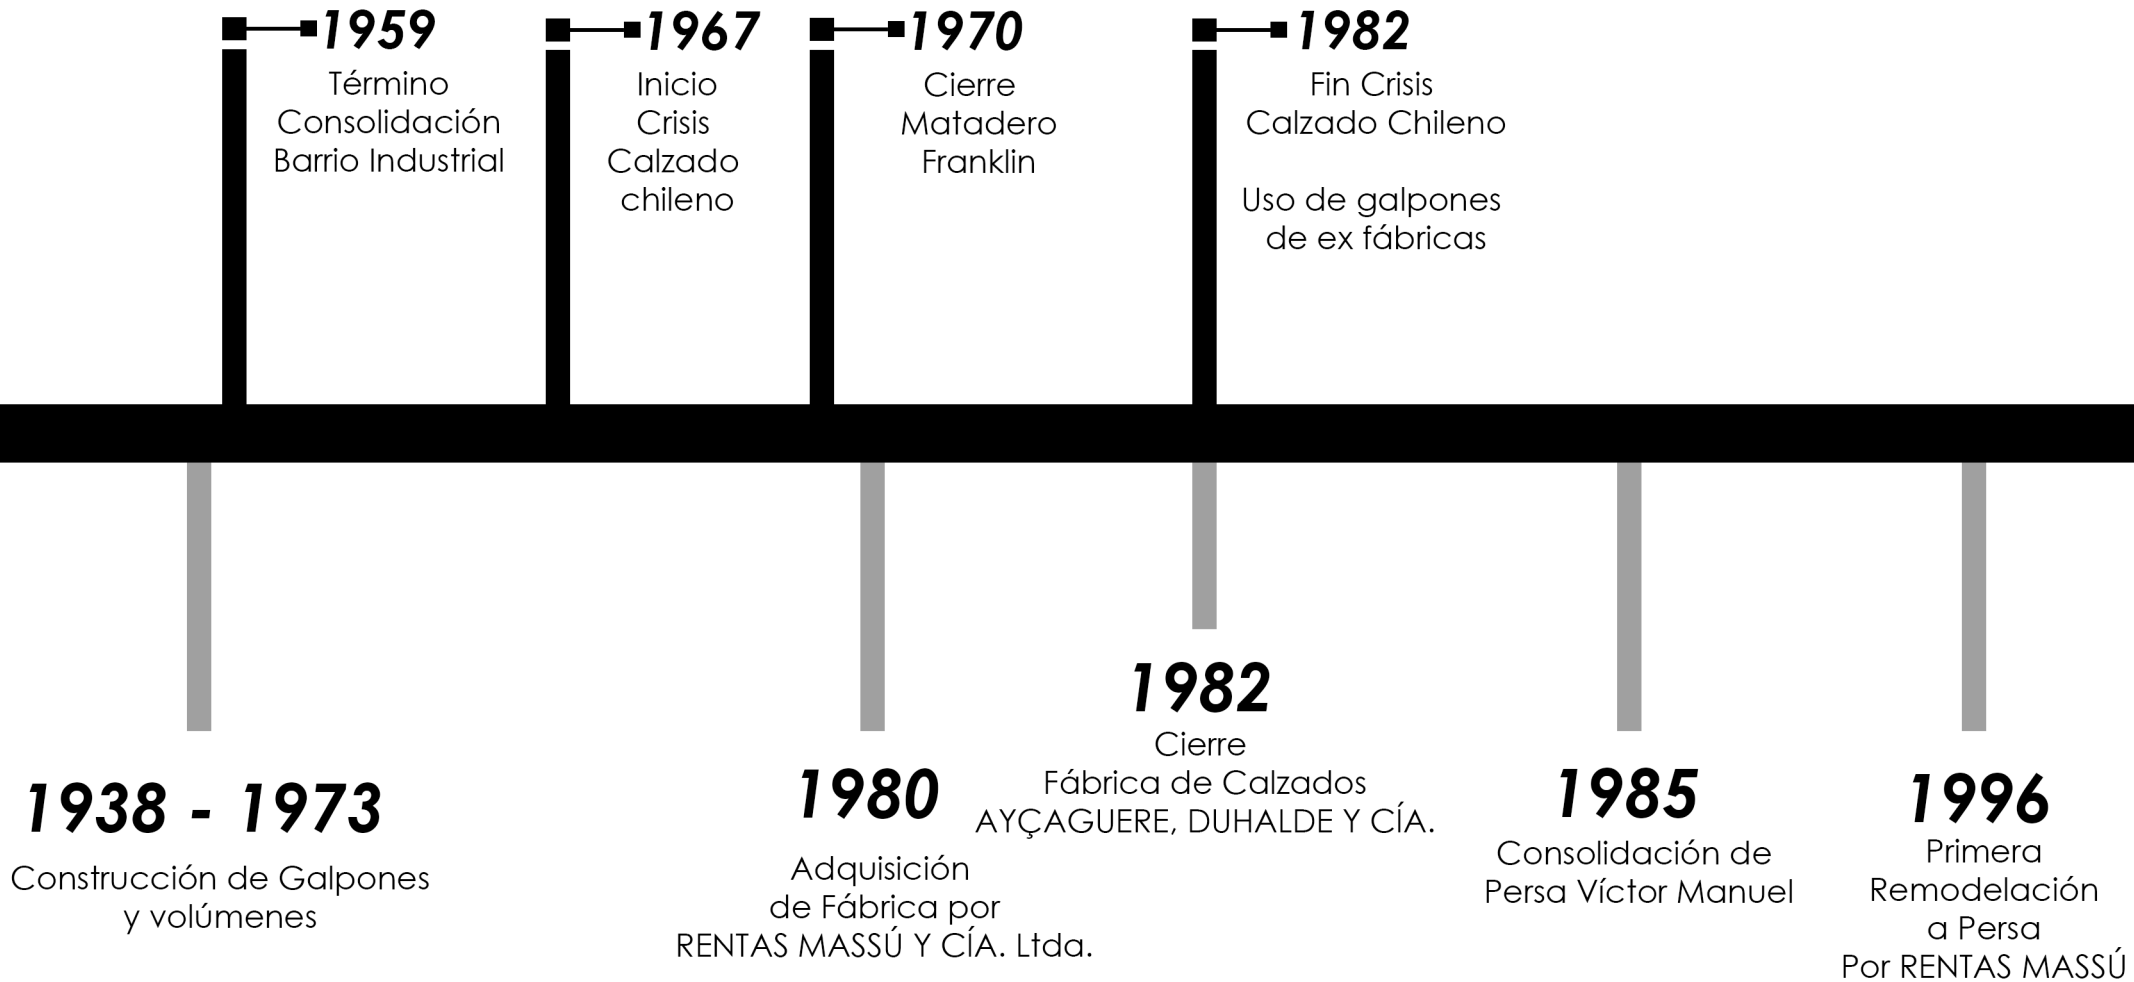 1959
Término
Consolidación
Barrio Industrial
1967
Inicio
Crisis
Calzado
chileno
1970
Cierre
Matadero
Franklin
1982
Fin Crisis
Calzado Chileno
Uso de galpones
de ex fábricas
1938 - 1973
Construcción de Galpones
y volúmenes
1980
Adquisición
de Fábrica por
RENTAS MASSÚ Y CÍA. Ltda.
1982
Cierre
Fábrica de Calzados
AYÇAGUERE, DUHALDE Y CÍA.
1985
Consolidación de
Persa Víctor Manuel
1996
Primera
Remodelación
a Persa
Por RENTAS MASSÚ